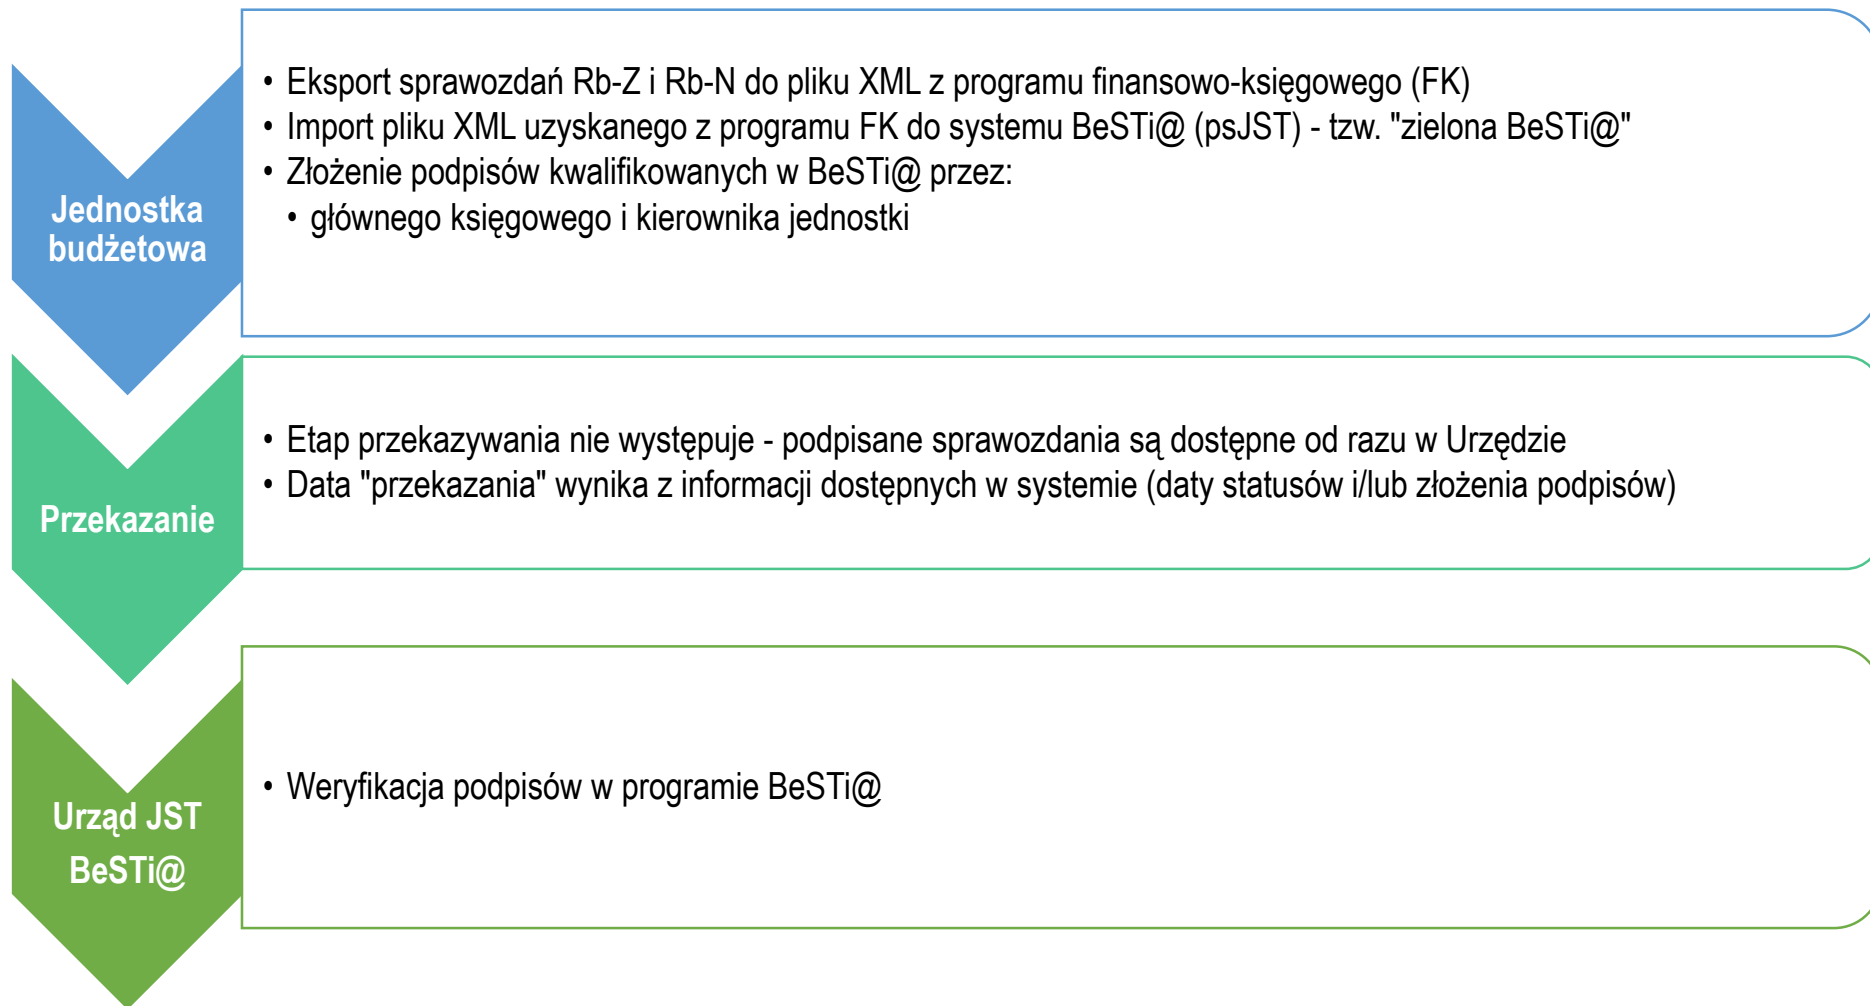 Jednostka
budżetowa
• Eksport sprawozdań Rb-Z i Rb-N do pliku XML z programu finansowo-księgowego (FK)
• Import pliku XML uzyskanego z programu FK do systemu BeSTi@ (psJST) - tzw. "zielona BeSTi@"
• Złożenie podpisów kwalifikowanych w BeSTi@ przez:
• głównego księgowego i kierownika jednostki
Przekazanie
• Etap przekazywania nie występuje - podpisane sprawozdania są dostępne od razu w Urzędzie
• Data "przekazania" wynika z informacji dostępnych w systemie (daty statusów i/lub złożenia podpisów)
Urząd JST
BeSTi@
• Weryfikacja podpisów w programie BeSTi@